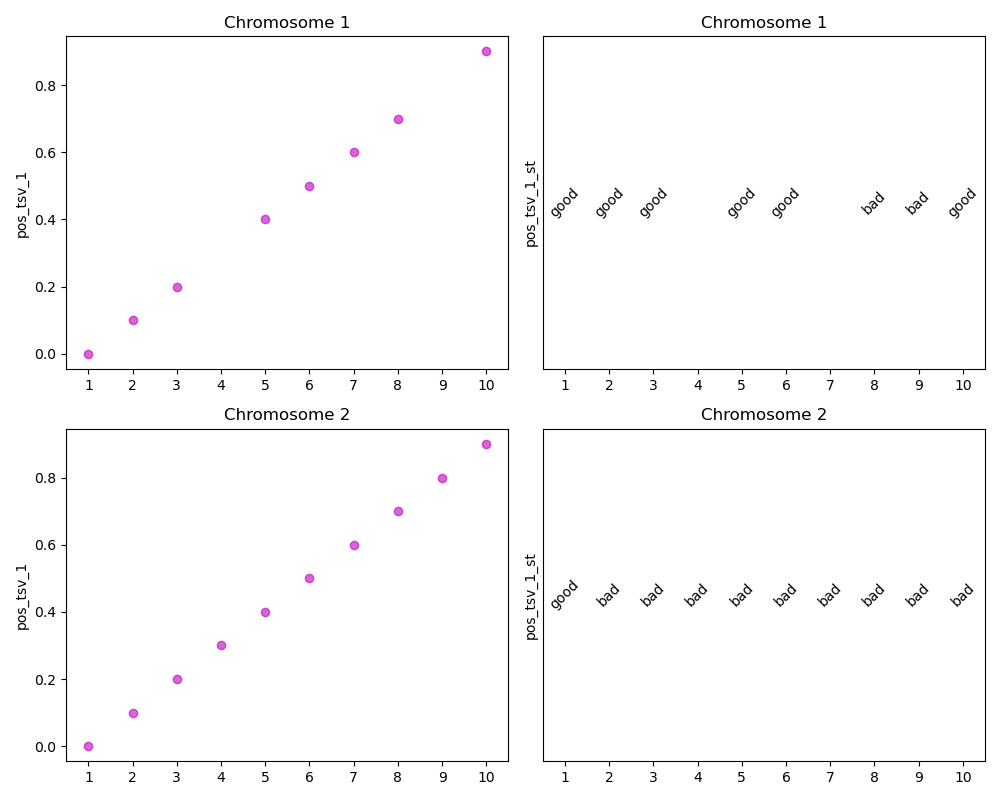 Chromosome 1
pos_tsv_1
0.8
0.6
0.4
0.2
0.0
1 2 3 4 5 6 7 8 9 10
Chromosome 1
pos_tsv_1_st
good good good good good bad bad good
1 2 3 4 5 6 7 8 9 10
Chromosome 2
pos_tsv_1
0.8
0.6
0.4
0.2
0.0
1 2 3 4 5 6 7 8 9 10
Chromosome 2
pos_tsv_1_st
good bad bad bad bad bad bad bad bad bad
1 2 3 4 5 6 7 8 9 10